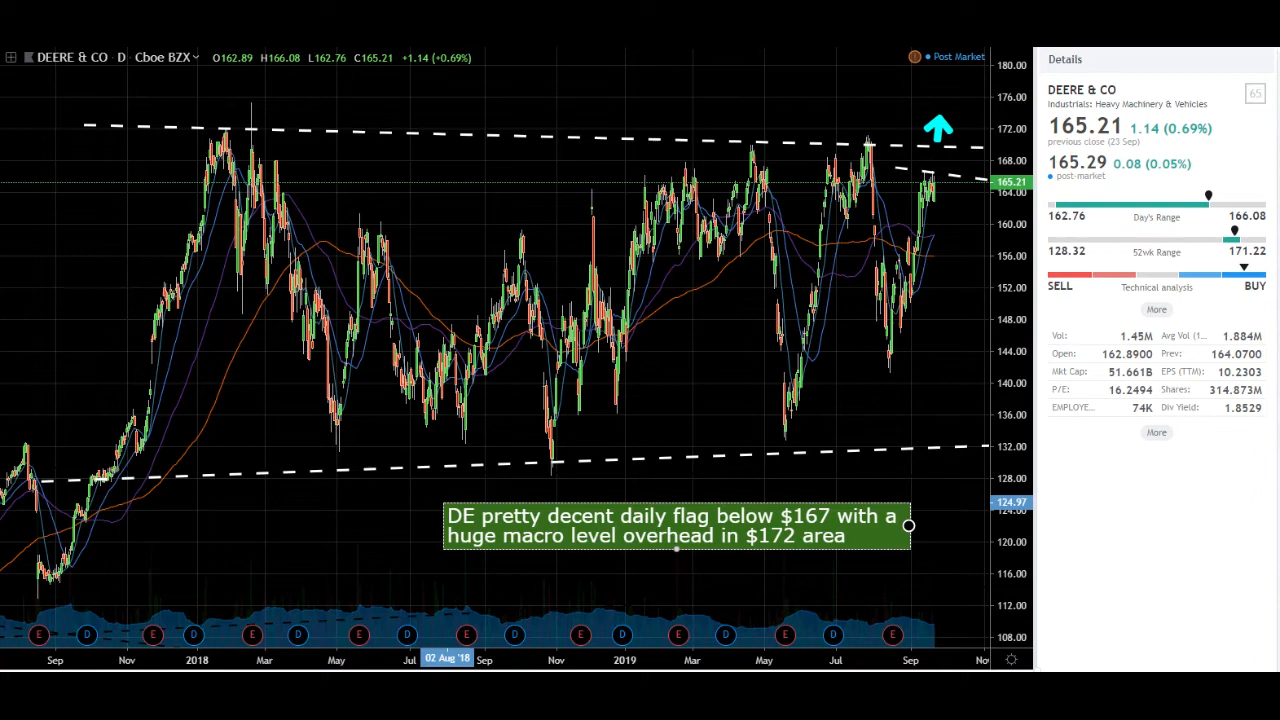 DEERE & CO · D · Cboe BZX O162.89 H166.08 L162.76 C165.21 +1.14 (+0.69%)
Post Market
180.00
176.00
172.00
168.00
165.21
164.00
160.00
156.00
152.00
148.00
144.00
140.00
136.00
132.00
128.00
124.97
124.00
120.00
116.00
112.00
108.00
DE pretty decent daily flag below $167 with a
huge macro level overhead in $172 area
E D E D E D E D E D E D E D E D E
Sep Nov 2018 Mar May Jul 02 Aug '18 Sep Nov 2019 Mar May Jul Sep Nov
Details
DEERE & CO
65
Industrials: Heavy Machinery & Vehicles
165.21 1.14 (0.69%)
previous close (23 Sep)
165.29 0.08 (0.05%)
post-market
162.76 Day's Range 166.08
128.32 52wk Range 171.22
SELL Technical analysis BUY
More
Vol: 1.45M Avg Vol (1... 1.884M
Open: 162.8900 Prev: 164.0700
Mkt Cap: 51.661B EPS (TTM): 10.2303
P/E: 16.2494 Shares: 314.873M
EMPLOYE... 74K Div Yield: 1.8529
More